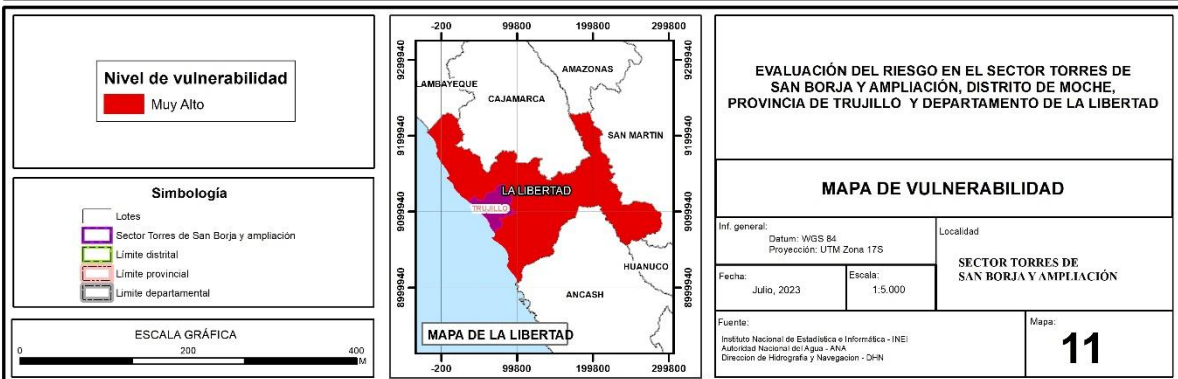 Nivel de vulnerabilidad
Muy Alto
Simbología
Lotes
Sector Torres de San Borja y ampliación
Límite distrital
Límite provincial
Limite departamental
ESCALA GRÁFICA
0 200 400
M
-200 99800 199800 299800
9299940 9299940
9199940 9199940
9099940 9099940
8999940 8999940
LAMBAYEQUE
AMAZONAS
CAJAMARCA
SAN MARTIN
LA LIBERTAD
TRUJILLO
HUANUCO
ANCASH
MAPA DE LA LIBERTAD
-200 99800 199800 299800
EVALUACIÓN DEL RIESGO EN EL SECTOR TORRES DE
SAN BORJA Y AMPLIACIÓN, DISTRITO DE MOCHE,
PROVINCIA DE TRUJILLO Y DEPARTAMENTO DE LA LIBERTAD
MAPA DE VULNERABILIDAD
Inf. general:
Datum: WGS 84
Proyección: UTM Zona 17S
Localidad
SECTOR TORRES DE
SAN BORJA Y AMPLIACIÓN
Fecha:
Julio, 2023
Escala:
1:5.000
Fuente:
Instituto Nacional de Estadistica e Informática - INEI
Autoridad Nacional del Agua - ANA
Direccion de Hidrografia y Navegacion - DHN
Mapa:
11